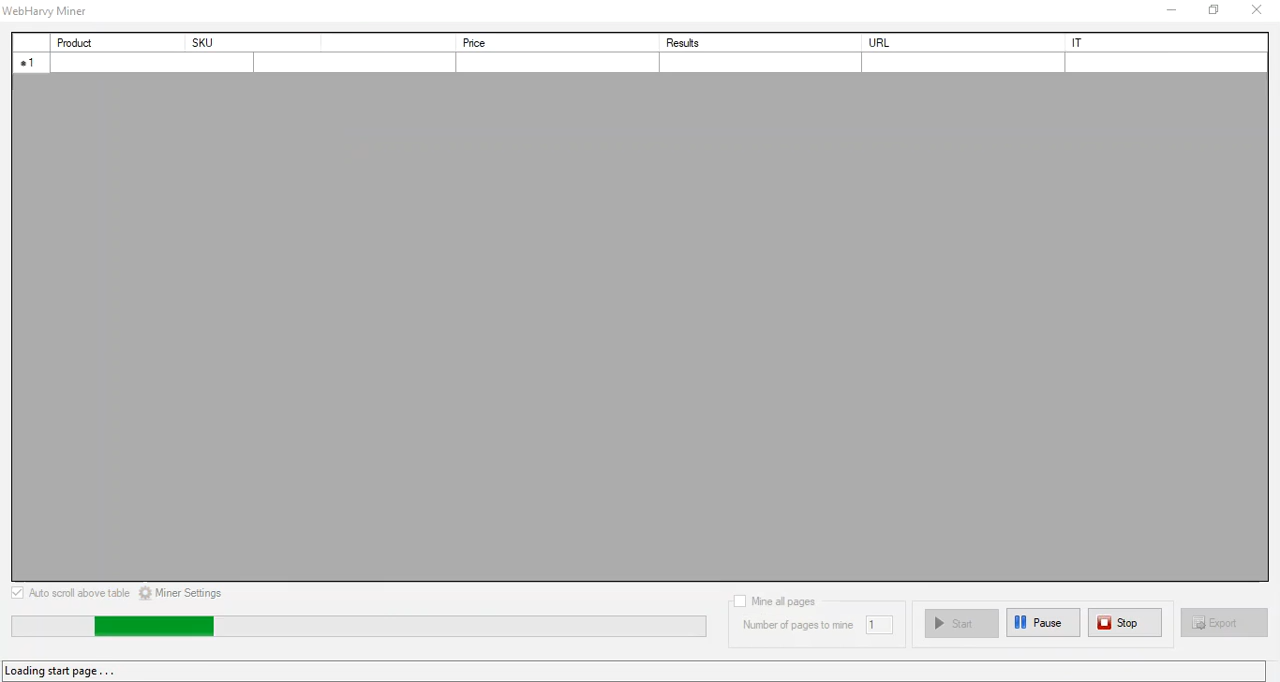 WebHarvy Miner
Product SKU Price Results URL IT
* 1
Auto scroll above table Miner Settings
Mine all pages
Number of pages to mine 1
Start Pause Stop Export
Loading start page . . .